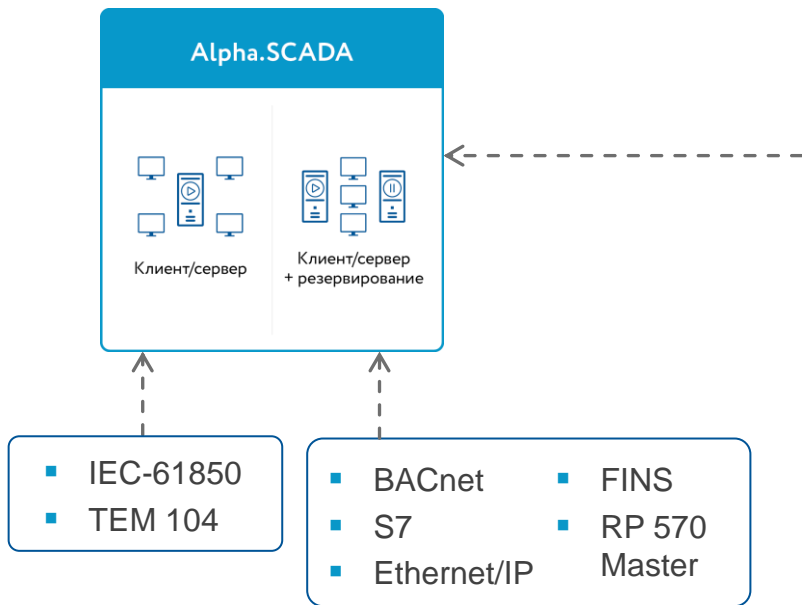 Alpha.SCADA
Клиент/сервер
Клиент/сервер
+ резервирование
IEC-61850
TEM 104
BACnet
S7
Ethernet/IP
FINS
RP 570
Master